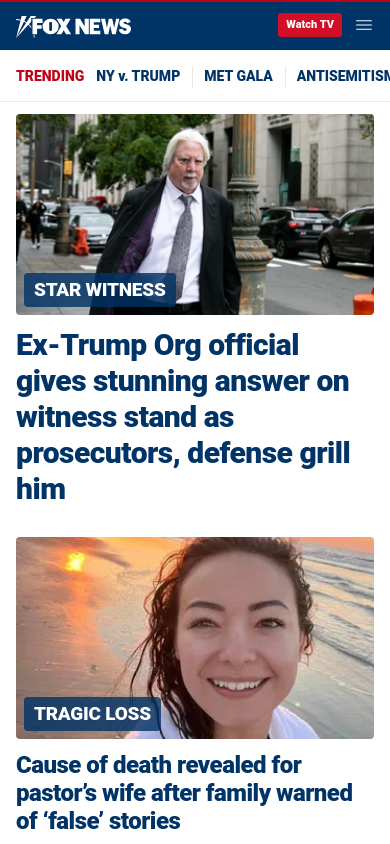 FOX NEWS
Watch TV
TRENDING NY v. TRUMP MET GALA ANTISEMITISM
STAR WITNESS
Ex-Trump Org official
gives stunning answer on
witness stand as
prosecutors, defense grill
him
TRAGIC LOSS
Cause of death revealed for
pastor’s wife after family warned
of ‘false’ stories